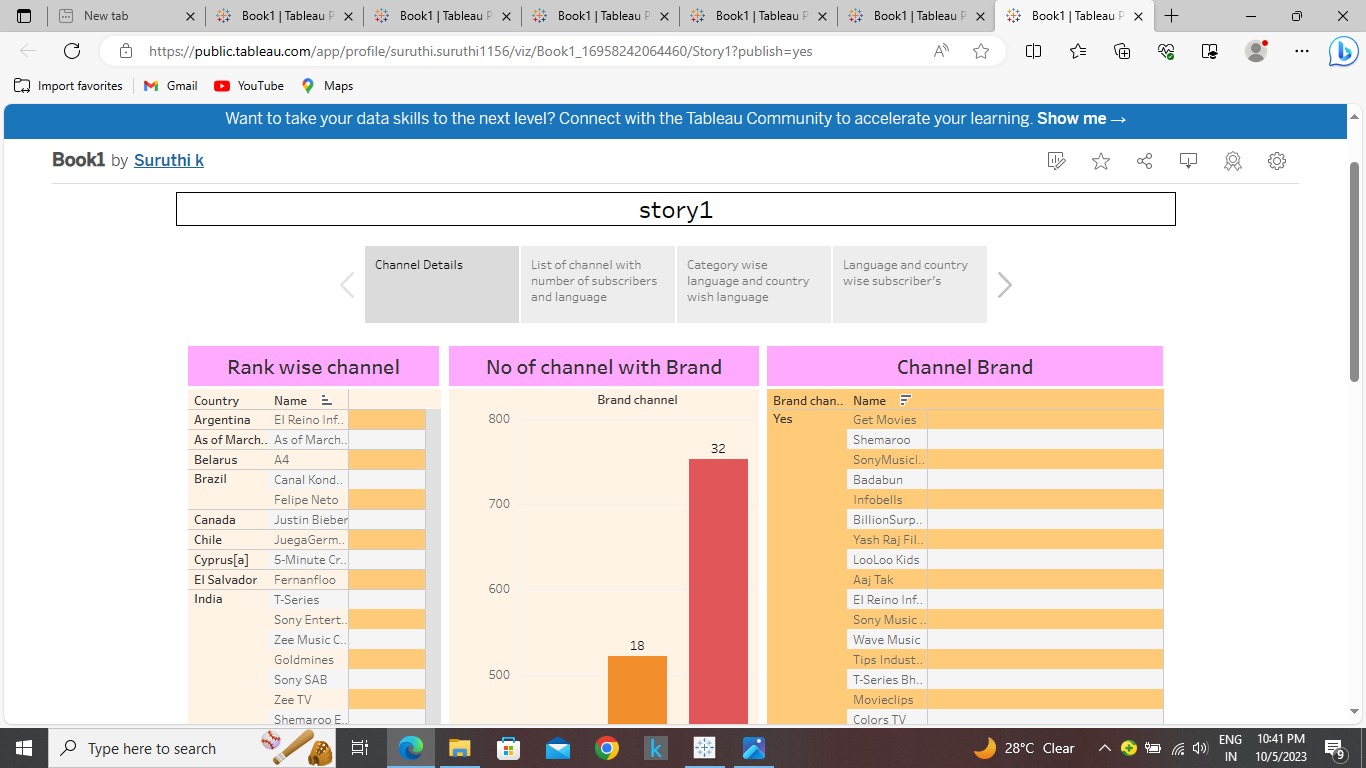 New tab
Book1 | Tableau P
Book1 | Tableau P
Book1 | Tableau P
Book1 | Tableau P
Book1 | Tableau P
Book1 | Tableau P
https://public.tableau.com/app/profile/suruthi.suruthi1156/viz/Book1_16958242064460/Story1?publish=yes
Import favorites
Gmail
YouTube
Maps
Want to take your data skills to the next level? Connect with the Tableau Community to accelerate your learning. Show me →
Book1 by Suruthi k
story1
Channel Details
List of channel with
number of subscribers
and language
Category wise
language and country
wish language
Language and country
wise subscriber's
Rank wise channel
Country Name
Argentina El Reino Inf..
As of March.. As of March..
Belarus A4
Brazil Canal Kond..
Felipe Neto
Canada Justin Bieber
Chile JuegaGerm..
Cyprus[a] 5-Minute Cr..
El Salvador Fernanfloo
India T-Series
Sony Entert..
Zee Music C..
Goldmines
Sony SAB
Zee TV
Shemaroo E..
No of channel with Brand
Brand channel
800
32
700
600
18
500
Channel Brand
Brand chan.. Name
Yes Get Movies
Shemaroo
SonyMusicI..
Badabun
Infobells
BillionSurp..
Yash Raj Fil..
LooLoo Kids
Aaj Tak
El Reino Inf..
Sony Music ..
Wave Music
Tips Indust..
T-Series Bh..
Movieclips
Colors TV
Type here to search
k
28°C Clear
ENG
IN
10:41 PM
10/5/2023
9